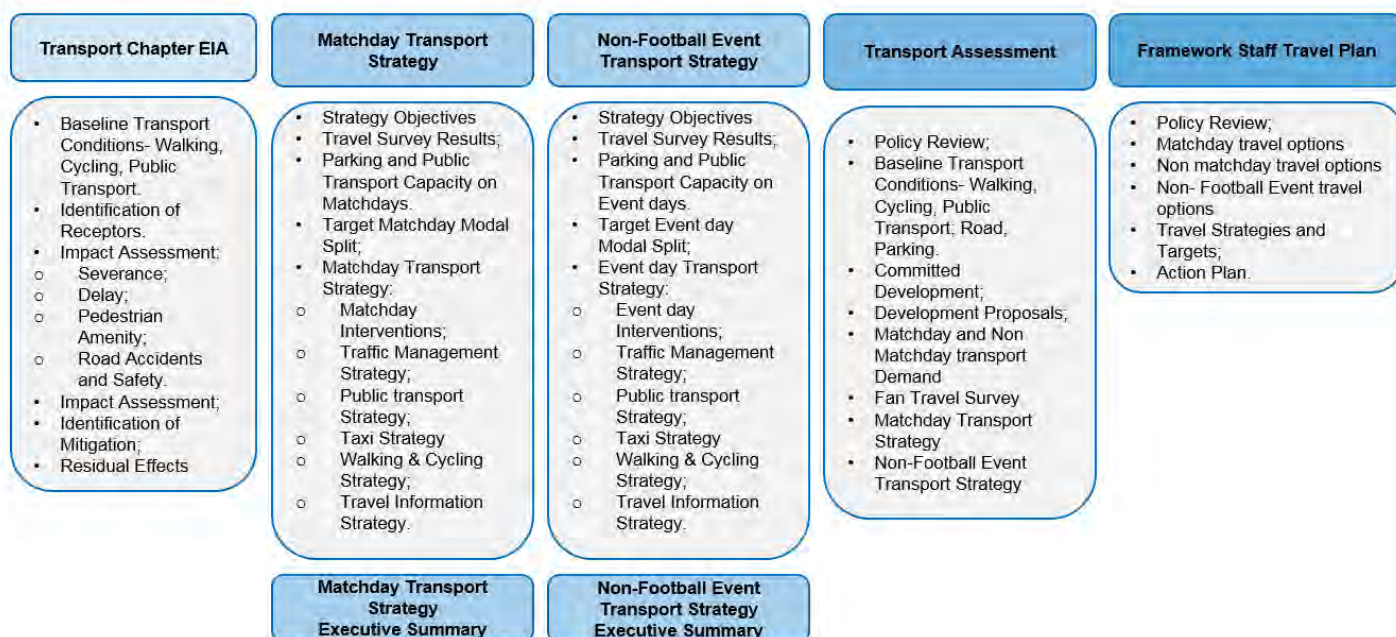 Transport Chapter EIA
• Baseline Transport
Conditions- Walking,
Cycling, Public
Transport.
• Identification of
Receptors.
• Impact Assessment;
o Severance;
o Delay;
o Pedestrian
Amenity;
o Road Accidents
and Safety.
• Impact Assessment;
• Identification of
Mitigation;
• Residual Effects
Matchday Transport
Strategy
• Strategy Objectives
• Travel Survey Results;
• Parking and Public
Transport Capacity on
Matchdays.
• Target Matchday Modal
Split;
• Matchday Transport
Strategy:
o Matchday
Interventions;
o Traffic Management
Strategy;
o Public transport
Strategy;
o Taxi Strategy
o Walking & Cycling
Strategy;
o Travel Information
Strategy.
Matchday Transport
Strategy
Executive Summary
Non-Football Event
Transport Strategy
• Strategy Objectives
• Travel Survey Results;
• Parking and Public
Transport Capacity on
Event days.
• Target Event day
Modal Split;
• Event day Transport
Strategy:
o Event day
Interventions;
o Traffic Management
Strategy;
o Public transport
Strategy;
o Taxi Strategy
o Walking & Cycling
Strategy;
o Travel Information
Strategy.
Non-Football Event
Transport Strategy
Executive Summary
Transport Assessment
• Policy Review;
• Baseline Transport
Conditions- Walking,
Cycling, Public
Transport; Road,
Parking.
• Committed
Development;
• Development Proposals;
• Matchday and Non
Matchday transport
Demand
• Fan Travel Survey
• Matchday Transport
Strategy
• Non-Football Event
Transport Strategy
Framework Staff Travel Plan
• Policy Review;
• Matchday travel options
• Non matchday travel options
• Non- Football Event travel
options
• Travel Strategies and
Targets;
• Action Plan.